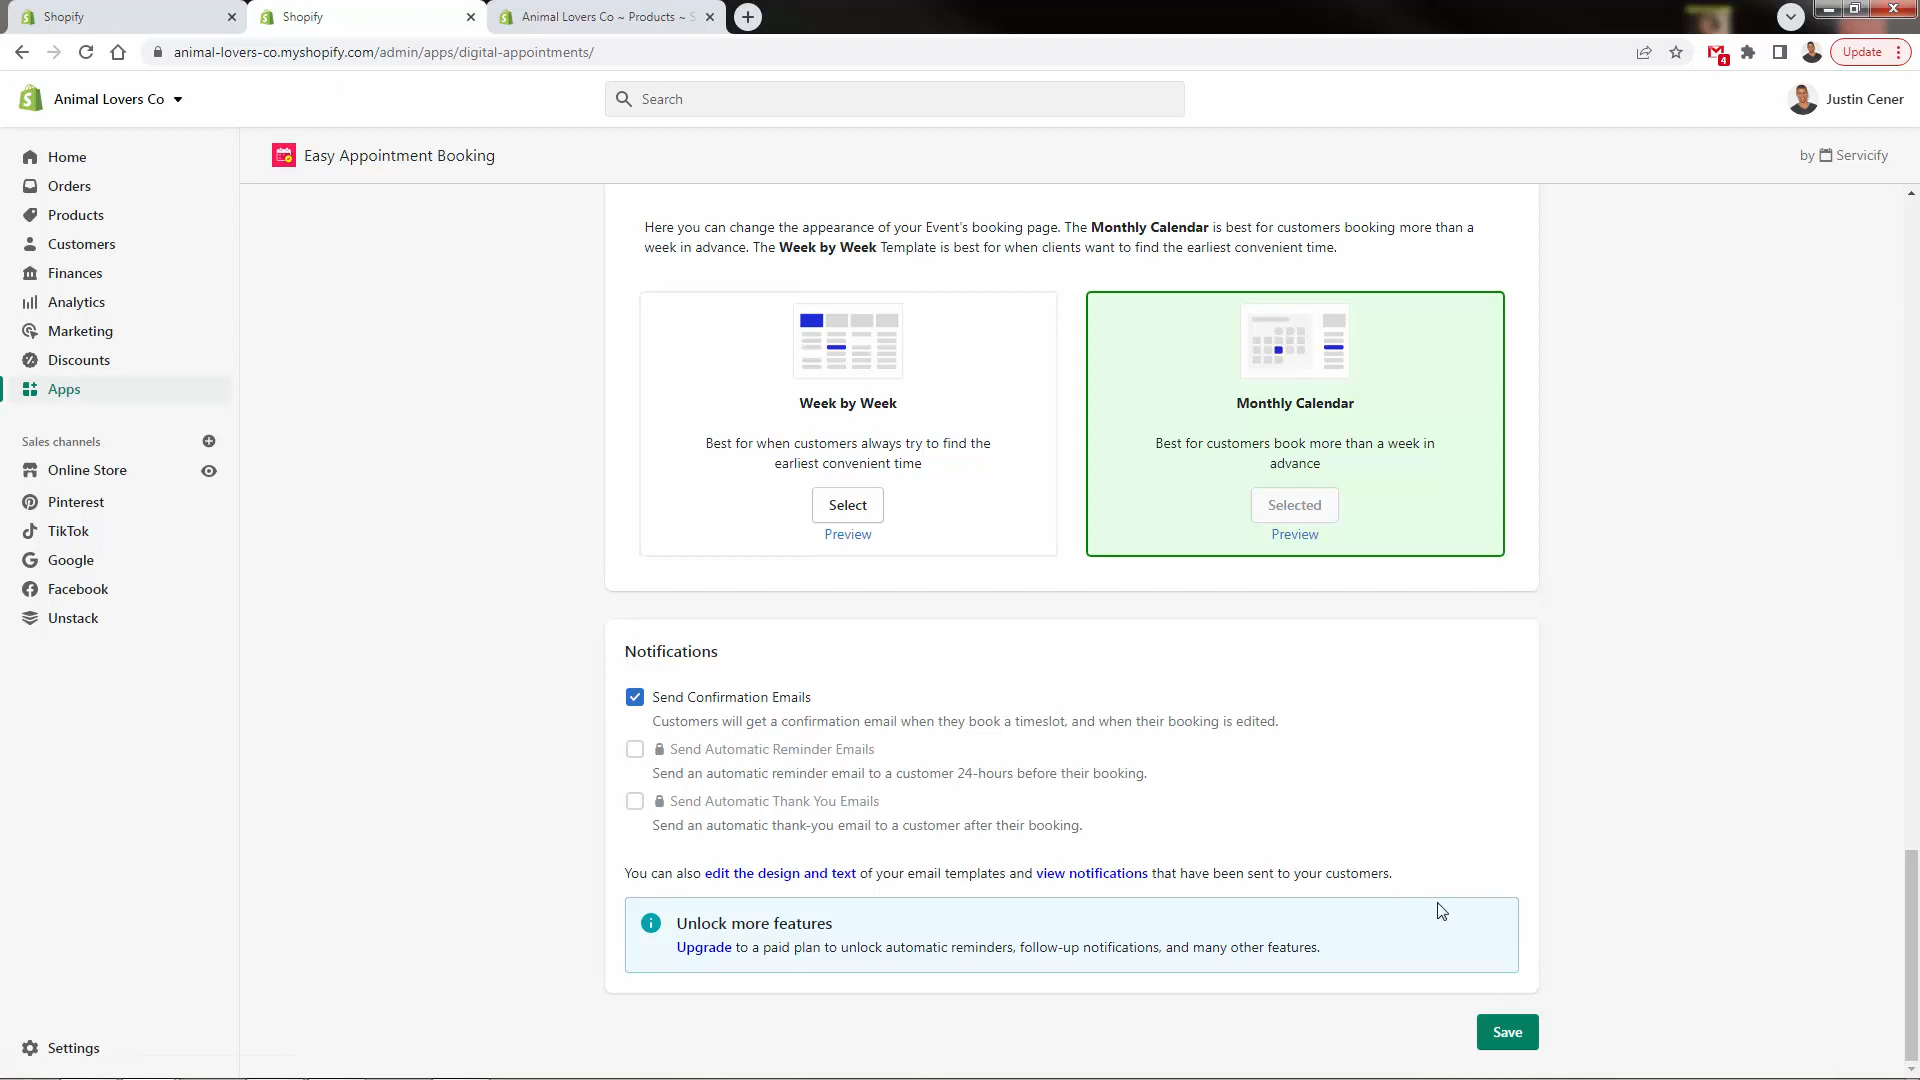 Shopify
Shopify
Animal Lovers Co ~ Products ~ S
animal-lovers-co.myshopify.com/admin/apps/digital-appointments/
4
Update
Animal Lovers Co
Search
Justin Cener
Home
Orders
Products
Customers
Finances
Analytics
Marketing
Discounts
Apps
Sales channels
Online Store
Pinterest
TikTok
Google
Facebook
Unstack
Settings
Easy Appointment Booking
by Servicify
Here you can change the appearance of your Event's booking page. The Monthly Calendar is best for customers booking more than a
week in advance. The Week by Week Template is best for when clients want to find the earliest convenient time.
Week by Week
Best for when customers always try to find the
earliest convenient time
Select
Preview
Monthly Calendar
Best for customers book more than a week in
advance
Selected
Preview
Notifications
Send Confirmation Emails
Customers will get a confirmation email when they book a timeslot, and when their booking is edited.
Send Automatic Reminder Emails
Send an automatic reminder email to a customer 24-hours before their booking.
Send Automatic Thank You Emails
Send an automatic thank-you email to a customer after their booking.
You can also edit the design and text of your email templates and view notifications that have been sent to your customers.
Unlock more features
Upgrade to a paid plan to unlock automatic reminders, follow-up notifications, and many other features.
Save